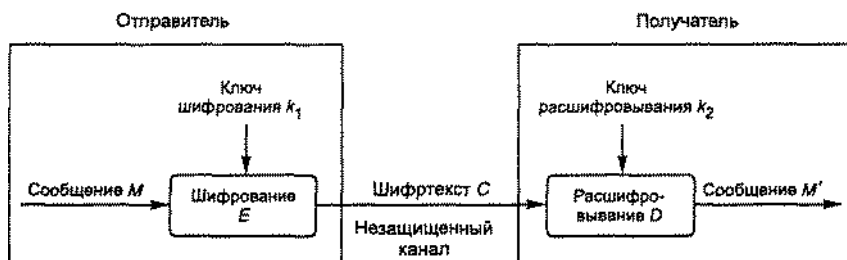 Отправитель
Получатель
Ключ
шифрования k₁
Ключ
расшифровывания k₂
Сообщение M
Шифрование
E
Шифртекст C
Незащищенный
канал
Расшифро-
вывание D
Сообщение M′